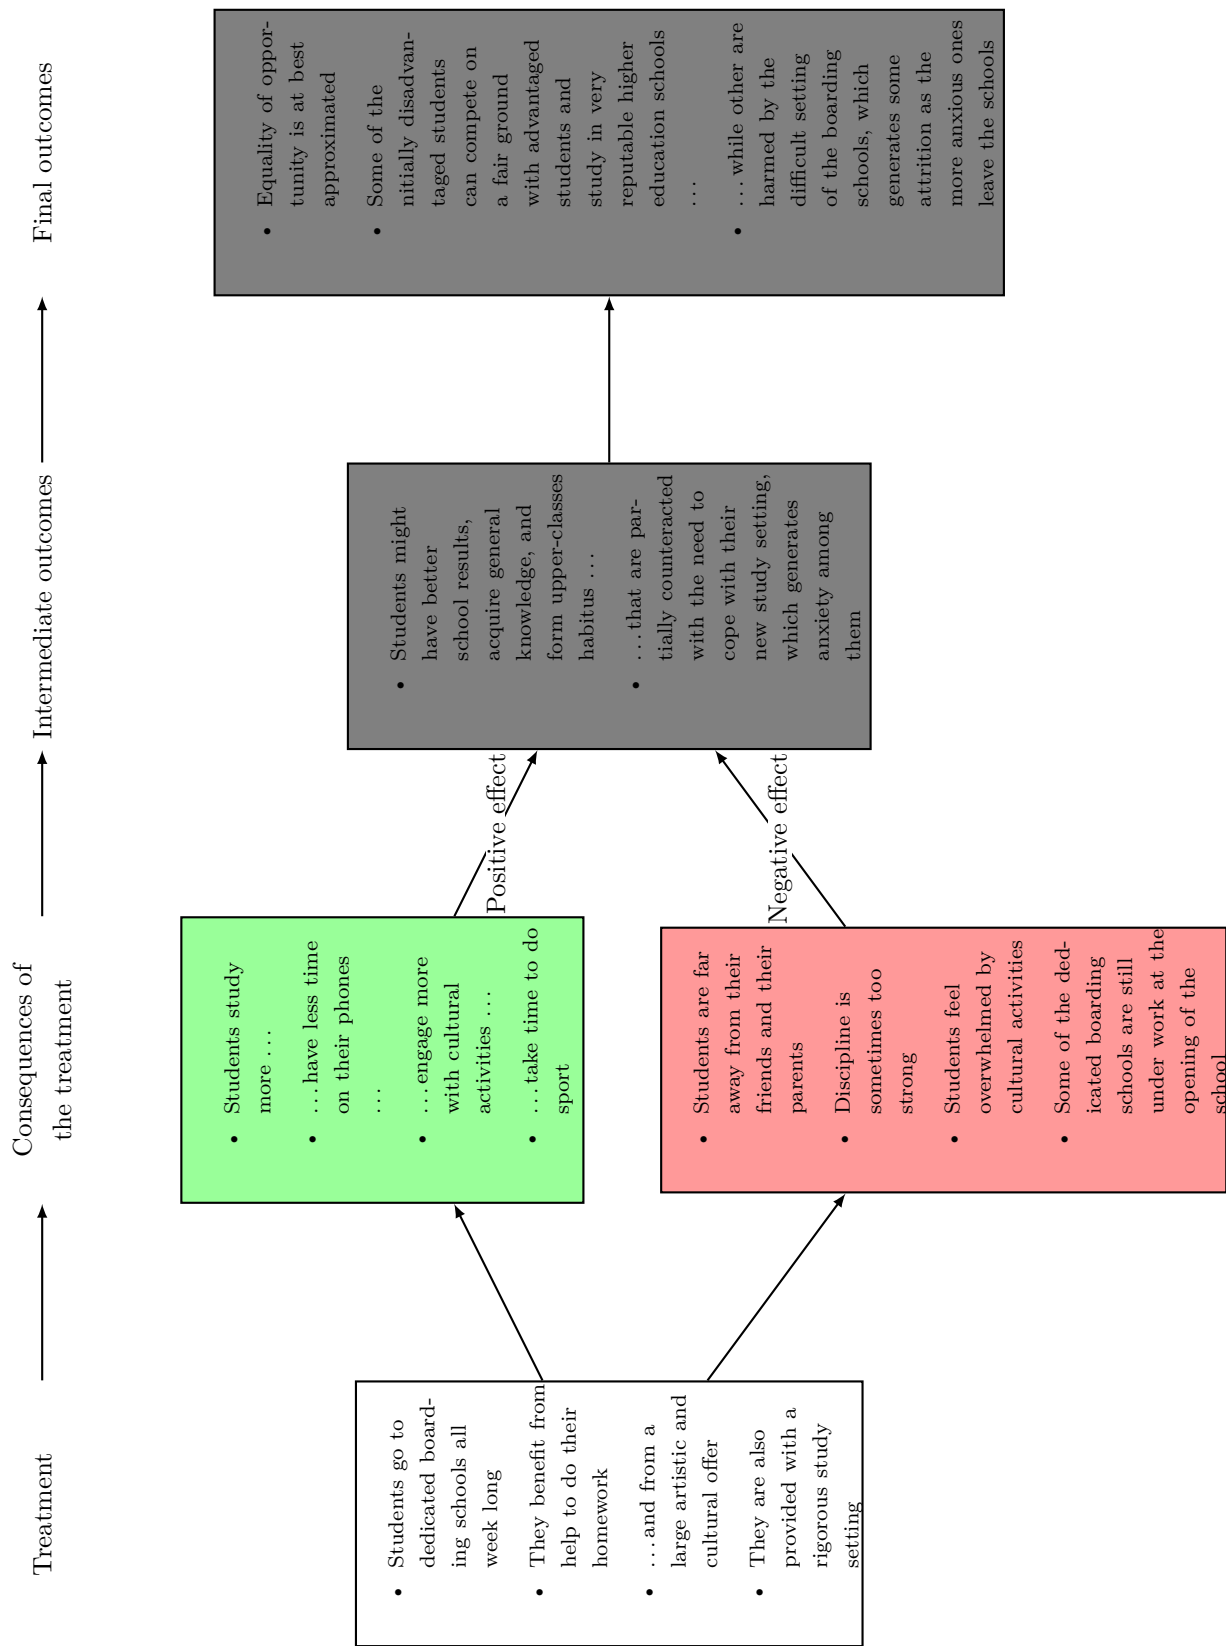 Treatment
Consequences of
the treatment
Intermediate outcomes
Final outcomes
• Students go to
dedicated board-
ing schools all
week long
• They benefit from
help to do their
homework
• ...and from a
large artistic and
cultural offer
• They are also
provided with a
rigorous study
setting
• Students study
more ...
• ...have less time
on their phones
...
• ...engage more
with cultural
activities ...
• ...take time to do
sport
• Students are far
away from their
friends and their
parents
• Discipline is
sometimes too
strong
• Students feel
overwhelmed by
cultural activities
• Some of the ded-
icated boarding
schools are still
under work at the
opening of the
school
Positive effect
Negative effect
• Students might
have better
school results,
acquire general
knowledge, and
form upper-classes
habitus ...
• ...that are par-
tially counteracted
with the need to
cope with their
new study setting,
which generates
anxiety among
them
• Equality of oppor-
tunity is at best
approximated
• Some of the
nitially disadvan-
taged students
can compete on
a fair ground
with advantaged
students and
study in very
reputable higher
education schools
...
• ...while other are
harmed by the
difficult setting
of the boarding
schools, which
generates some
attrition as the
more anxious ones
leave the schools